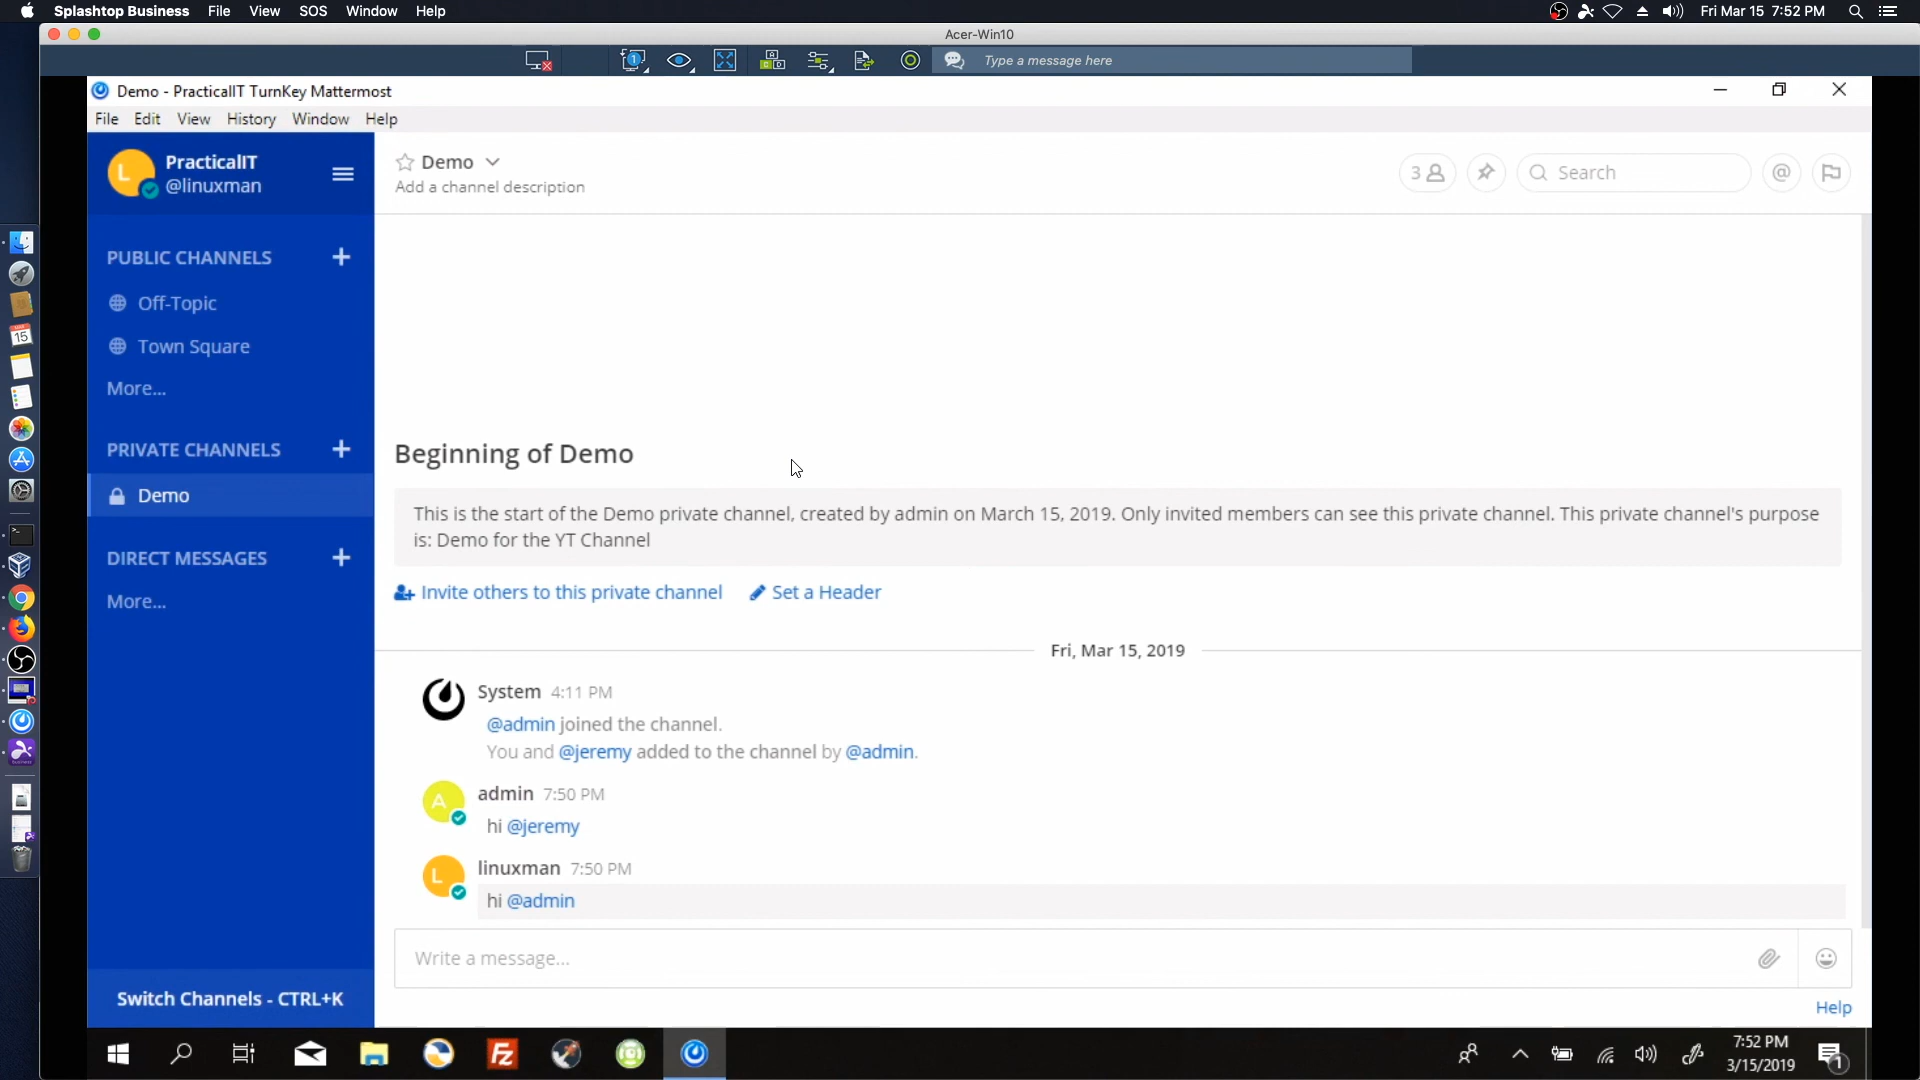 Splashtop Business File View SOS Window Help
Fri Mar 15 7:52 PM
Acer-Win10
1
Type a message here
Demo - PracticalIT TurnKey Mattermost
File Edit View History Window Help
L
PracticalIT
@linuxman
Demo
Add a channel description
3
Search
@
PUBLIC CHANNELS +
Off-Topic
Town Square
More...
PRIVATE CHANNELS +
Demo
DIRECT MESSAGES +
More...
Switch Channels - CTRL+K
Beginning of Demo
This is the start of the Demo private channel, created by admin on March 15, 2019. Only invited members can see this private channel. This private channel's purpose
is: Demo for the YT Channel
Invite others to this private channel Set a Header
Fri, Mar 15, 2019
System 4:11 PM
@admin joined the channel.
You and @jeremy added to the channel by @admin.
A
admin 7:50 PM
hi @jeremy
L
linuxman 7:50 PM
hi @admin
Write a message...
Help
15
Fz
7:52 PM
3/15/2019
1